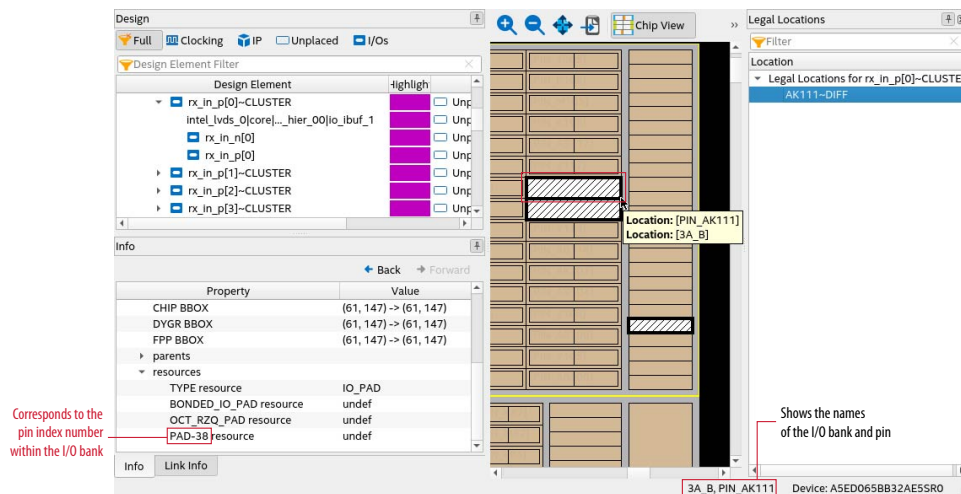 Design
Full Clocking IP Unplaced I/Os
Design Element Filter
Design Element
rx_in_p[0]~CLUSTER Unp
intel_lvds_0|core|..._hier_00|io_ibuf_1 Unp
rx_in_n[0] Unp
rx_in_p[0] Unp
rx_in_p[1]~CLUSTER Unp
rx_in_p[2]~CLUSTER Unp
rx_in_p[3]~CLUSTER Unp
Info
Back Forward
Property Value
CHIP BBOX (61, 147) -> (61, 147)
DYGR BBOX (61, 147) -> (61, 147)
FPP BBOX (61, 147) -> (61, 147)
parents
resources
TYPE resource IO_PAD
BONDED_IO_PAD resource undef
OCT_RZQ_PAD resource undef
PAD-38 resource undef
Info Link Info
Corresponds to the
pin index number
within the I/O bank
Chip View »
Location: [PIN_AK111]
Location: [3A_B]
Legal Locations
Filter
Location
Legal Locations for rx_in_p[0]~CLUSTE
AK111~DIFF
Shows the names
of the I/O bank and pin
3A_B, PIN_AK111 Device: A5ED065BB32AE5SR0